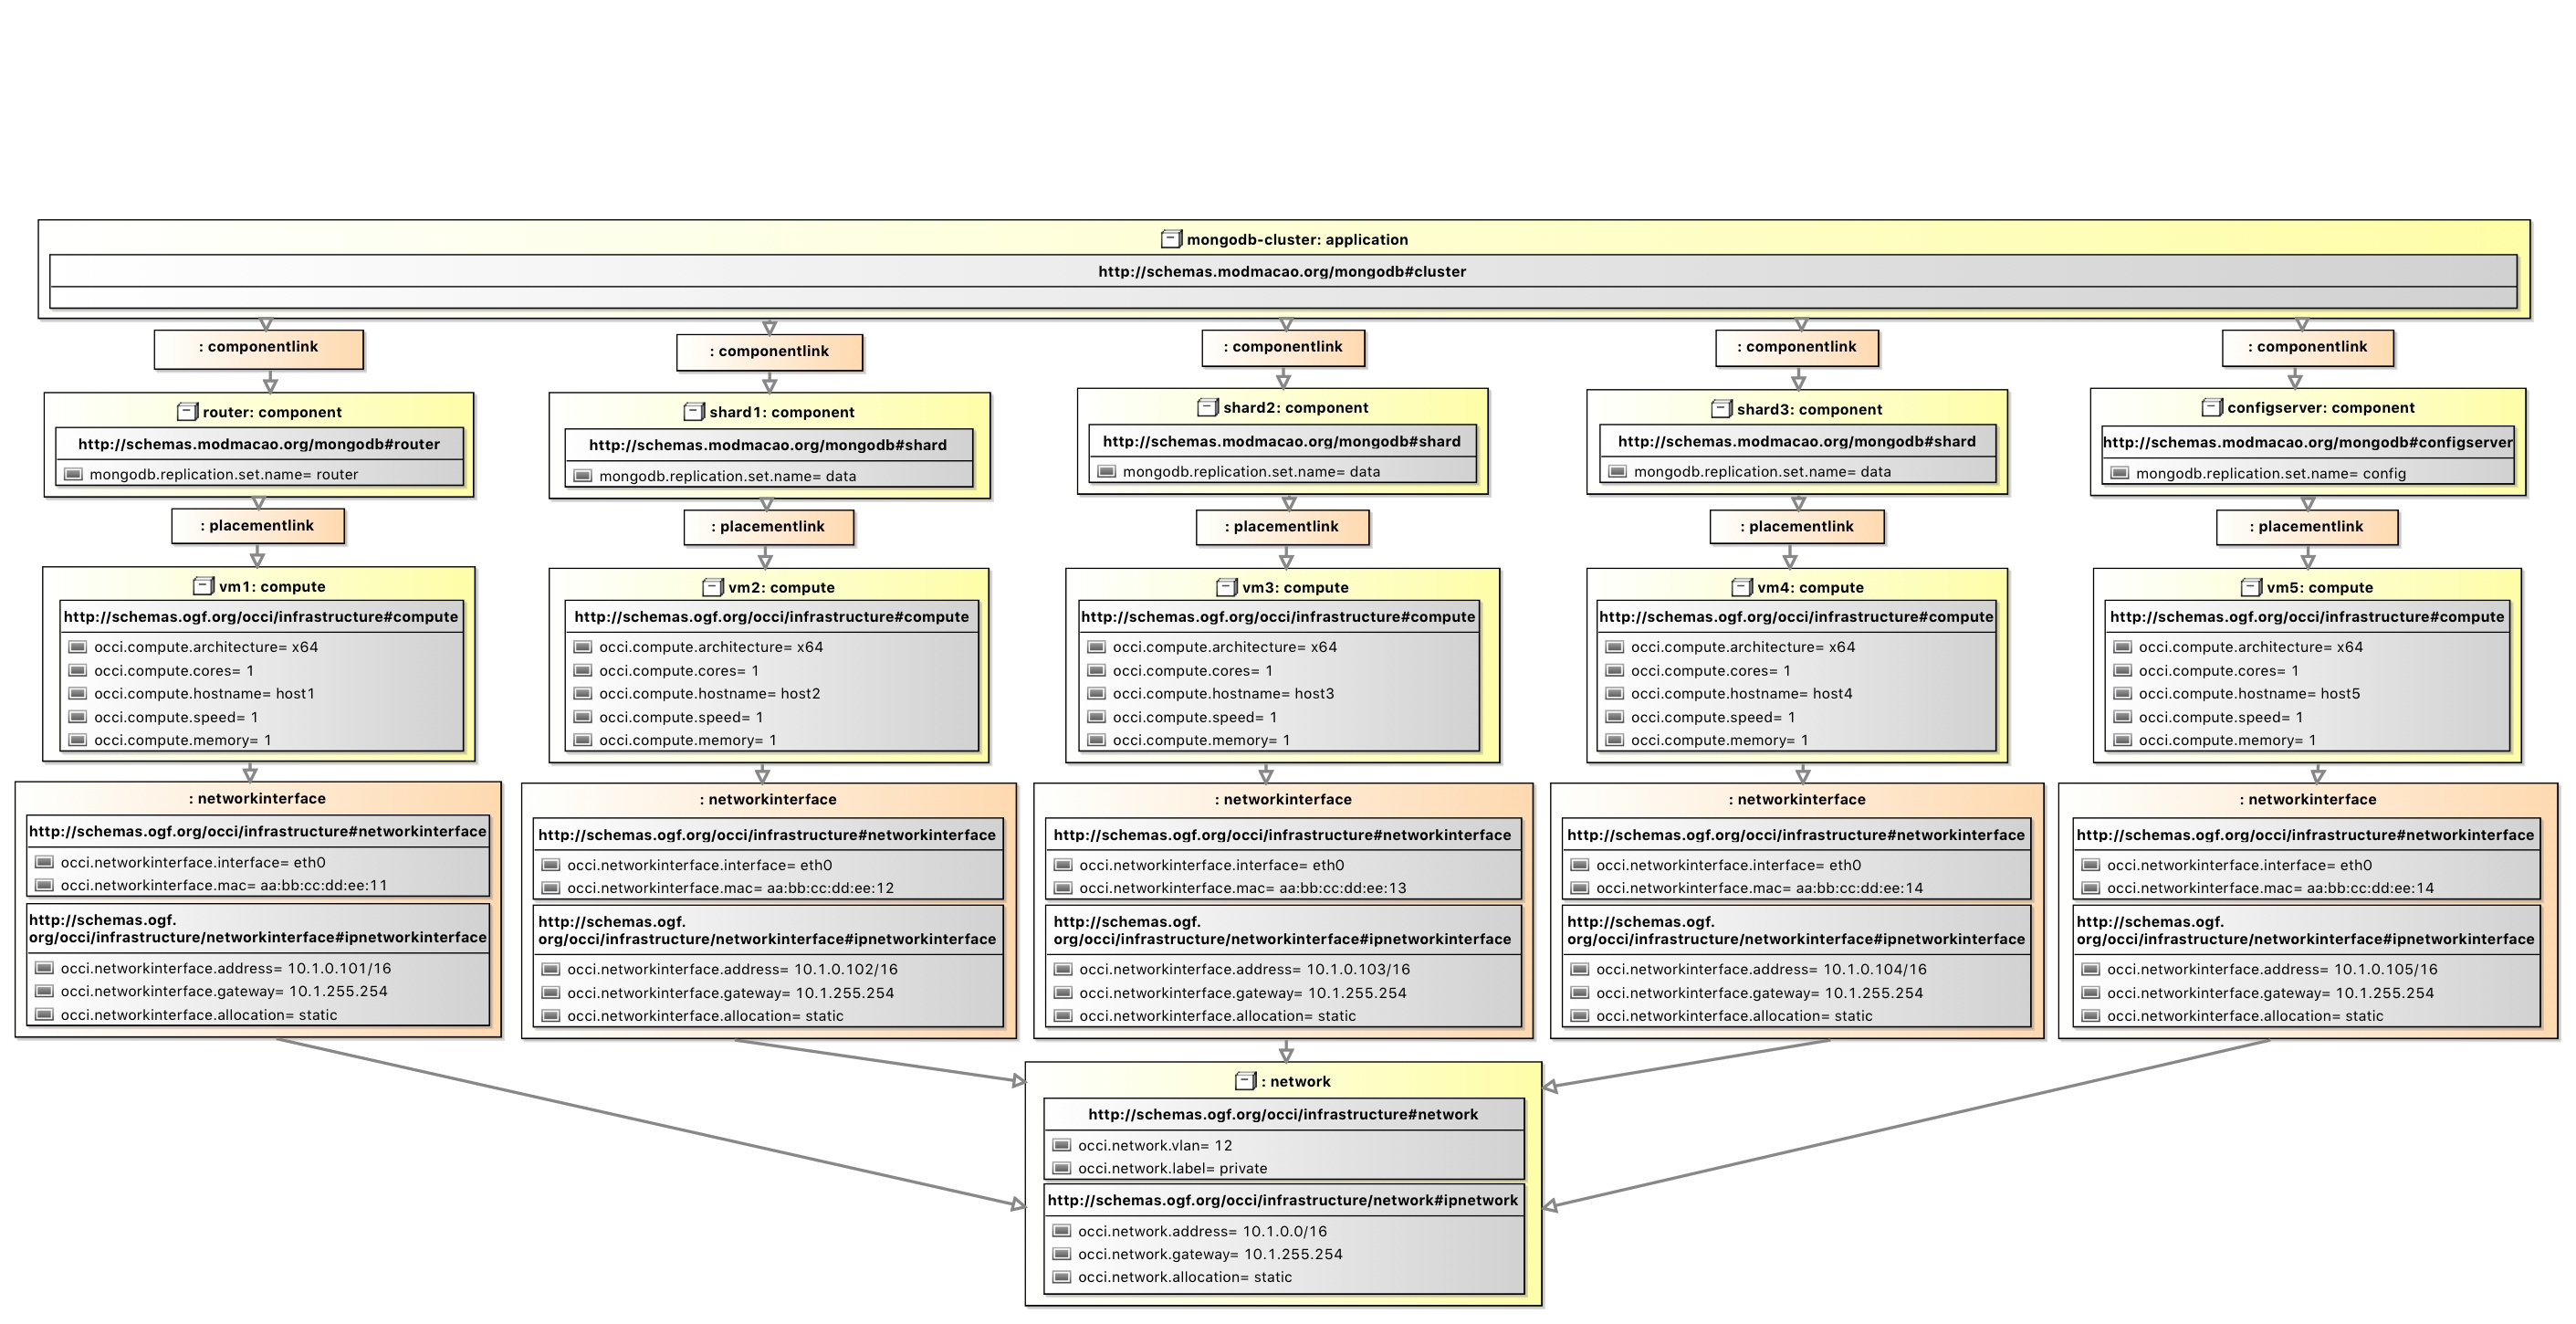 mongodb-cluster: application
http://schemas.modmacao.org/mongodb#cluster
: componentlink
: componentlink
: componentlink
: componentlink
: componentlink
router: component
http://schemas.modmacao.org/mongodb#router
mongodb.replication.set.name= router
shard1: component
http://schemas.modmacao.org/mongodb#shard
mongodb.replication.set.name= data
shard2: component
http://schemas.modmacao.org/mongodb#shard
mongodb.replication.set.name= data
shard3: component
http://schemas.modmacao.org/mongodb#shard
mongodb.replication.set.name= data
configserver: component
http://schemas.modmacao.org/mongodb#configserver
mongodb.replication.set.name= config
: placementlink
: placementlink
: placementlink
: placementlink
: placementlink
vm1: compute
http://schemas.ogf.org/occi/infrastructure#compute
occi.compute.architecture= x64
occi.compute.cores= 1
occi.compute.hostname= host1
occi.compute.speed= 1
occi.compute.memory= 1
vm2: compute
http://schemas.ogf.org/occi/infrastructure#compute
occi.compute.architecture= x64
occi.compute.cores= 1
occi.compute.hostname= host2
occi.compute.speed= 1
occi.compute.memory= 1
vm3: compute
http://schemas.ogf.org/occi/infrastructure#compute
occi.compute.architecture= x64
occi.compute.cores= 1
occi.compute.hostname= host3
occi.compute.speed= 1
occi.compute.memory= 1
vm4: compute
http://schemas.ogf.org/occi/infrastructure#compute
occi.compute.architecture= x64
occi.compute.cores= 1
occi.compute.hostname= host4
occi.compute.speed= 1
occi.compute.memory= 1
vm5: compute
http://schemas.ogf.org/occi/infrastructure#compute
occi.compute.architecture= x64
occi.compute.cores= 1
occi.compute.hostname= host5
occi.compute.speed= 1
occi.compute.memory= 1
: networkinterface
http://schemas.ogf.org/occi/infrastructure#networkinterface
occi.networkinterface.interface= eth0
occi.networkinterface.mac= aa:bb:cc:dd:ee:11
http://schemas.ogf.
org/occi/infrastructure/networkinterface#ipnetworkinterface
occi.networkinterface.address= 10.1.0.101/16
occi.networkinterface.gateway= 10.1.255.254
occi.networkinterface.allocation= static
: networkinterface
http://schemas.ogf.org/occi/infrastructure#networkinterface
occi.networkinterface.interface= eth0
occi.networkinterface.mac= aa:bb:cc:dd:ee:12
http://schemas.ogf.
org/occi/infrastructure/networkinterface#ipnetworkinterface
occi.networkinterface.address= 10.1.0.102/16
occi.networkinterface.gateway= 10.1.255.254
occi.networkinterface.allocation= static
: networkinterface
http://schemas.ogf.org/occi/infrastructure#networkinterface
occi.networkinterface.interface= eth0
occi.networkinterface.mac= aa:bb:cc:dd:ee:13
http://schemas.ogf.
org/occi/infrastructure/networkinterface#ipnetworkinterface
occi.networkinterface.address= 10.1.0.103/16
occi.networkinterface.gateway= 10.1.255.254
occi.networkinterface.allocation= static
: networkinterface
http://schemas.ogf.org/occi/infrastructure#networkinterface
occi.networkinterface.interface= eth0
occi.networkinterface.mac= aa:bb:cc:dd:ee:14
http://schemas.ogf.
org/occi/infrastructure/networkinterface#ipnetworkinterface
occi.networkinterface.address= 10.1.0.104/16
occi.networkinterface.gateway= 10.1.255.254
occi.networkinterface.allocation= static
: networkinterface
http://schemas.ogf.org/occi/infrastructure#networkinterface
occi.networkinterface.interface= eth0
occi.networkinterface.mac= aa:bb:cc:dd:ee:14
http://schemas.ogf.
org/occi/infrastructure/networkinterface#ipnetworkinterface
occi.networkinterface.address= 10.1.0.105/16
occi.networkinterface.gateway= 10.1.255.254
occi.networkinterface.allocation= static
: network
http://schemas.ogf.org/occi/infrastructure#network
occi.network.vlan= 12
occi.network.label= private
http://schemas.ogf.org/occi/infrastructure/network#ipnetwork
occi.network.address= 10.1.0.0/16
occi.network.gateway= 10.1.255.254
occi.network.allocation= static